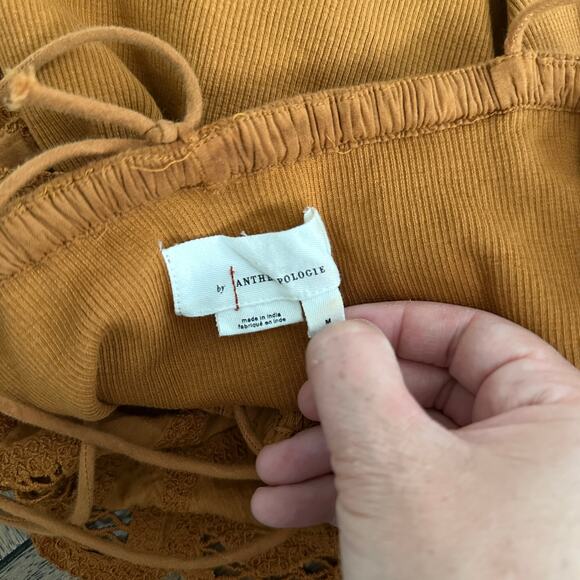 by ANTHROPOLOGIE
made in India
fabriqué en Inde
M